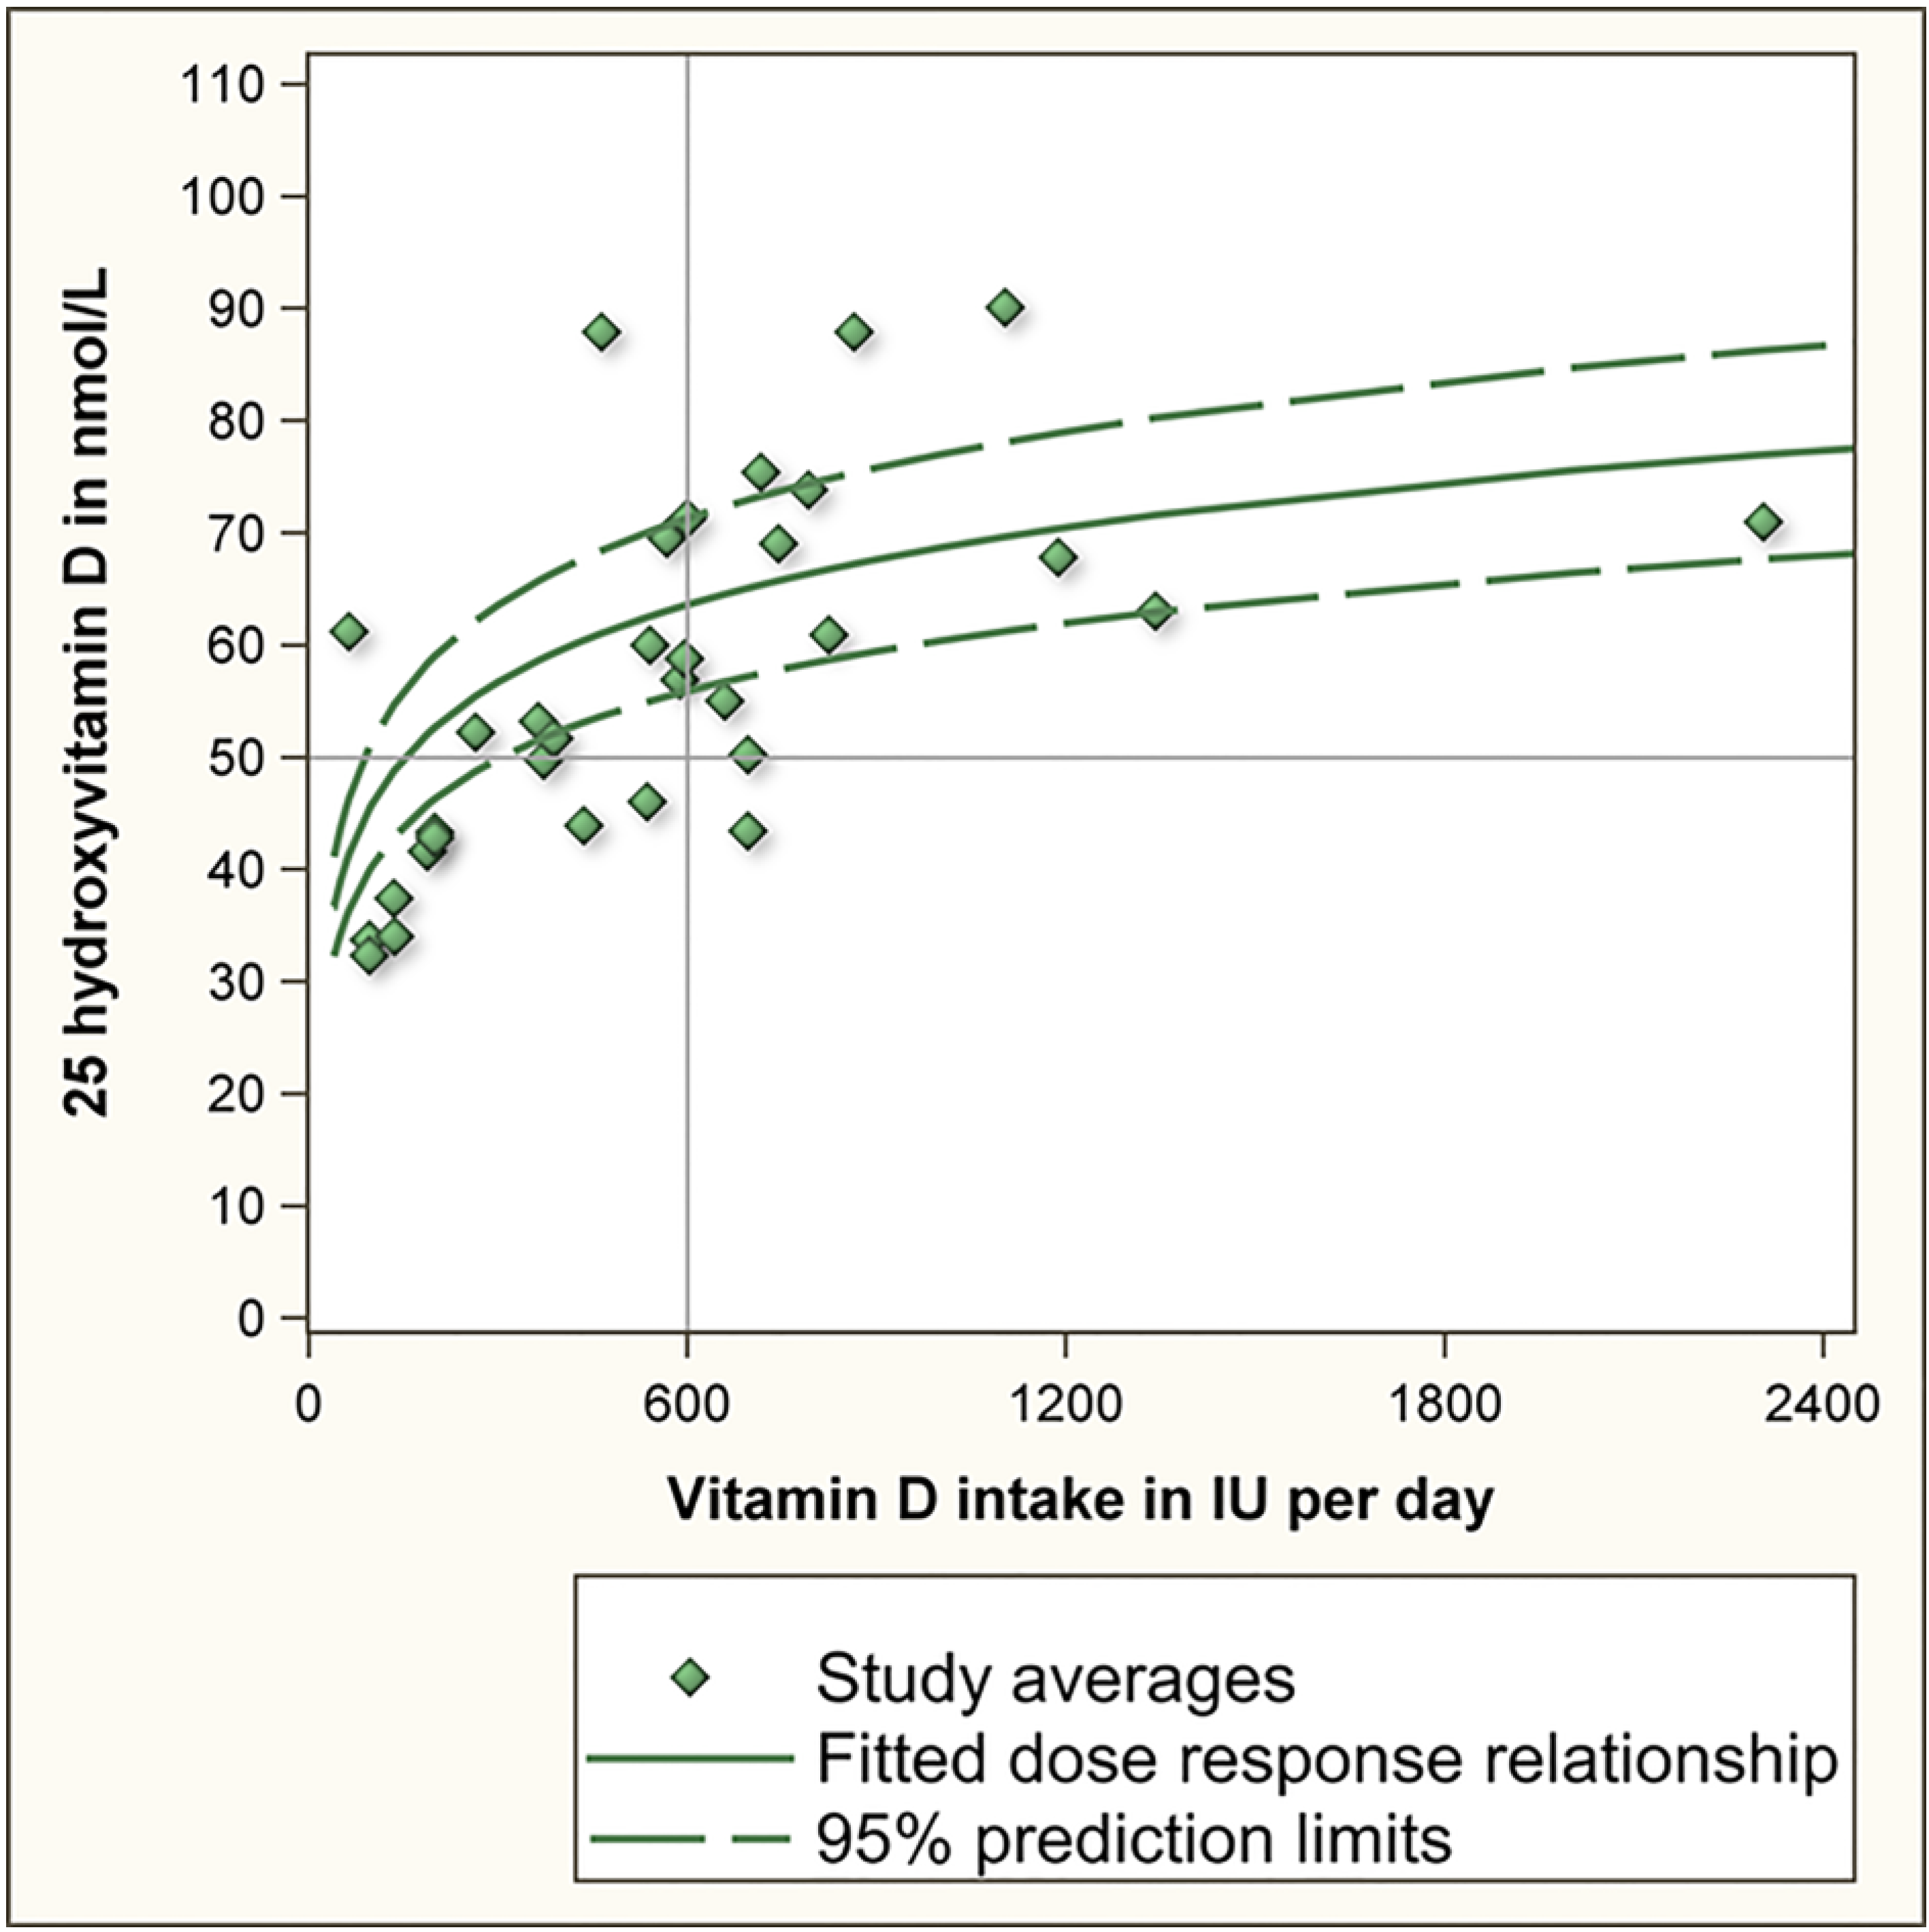 110
100
90
80
70
60
50
40
30
20
10
0
25 hydroxyvitamin D in nmol/L
0 600 1200 1800 2400
Vitamin D intake in IU per day
Study averages
Fitted dose response relationship
95% prediction limits